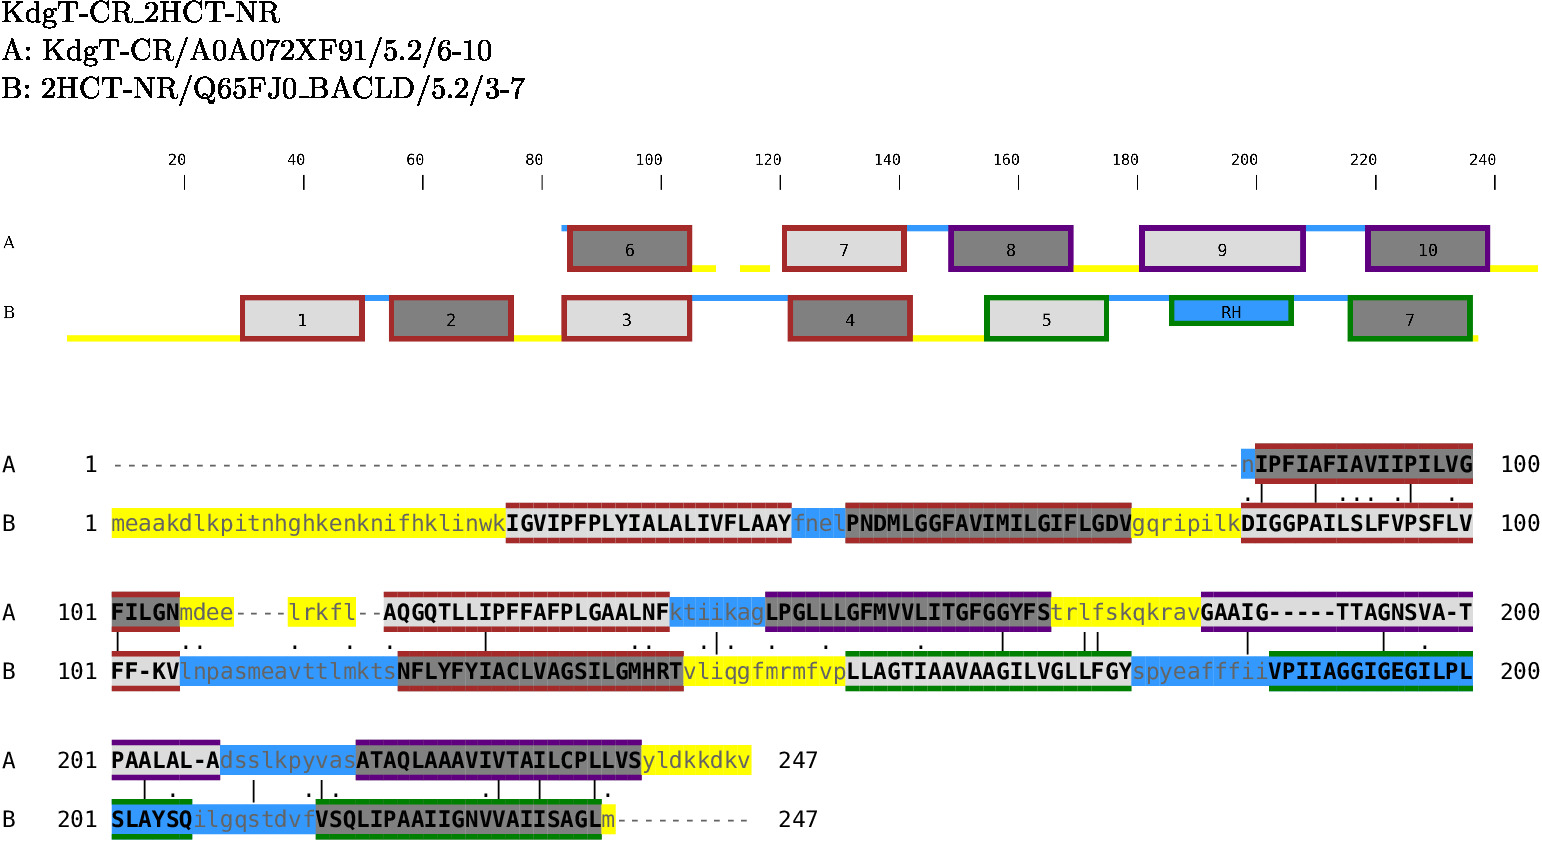 KdgT-CR_2HCT-NR
A: KdgT-CR/A0A072XF91/5.2/6-10
B: 2HCT-NR/Q65FJ0_BACLD/5.2/3-7
20 40 60 80 100 120 140 160 180 200 220 240
A 6 7 8 9 10
B 1 2 3 4 5 RH 7
A 1 -----------------------------------------------------------------------------------nIPFIAFIAVIIPILVG 100
B 1 meaakdlkpitnhghkenknifhklinwkIGVIPFPLYIALALIVFLAAYfnelPNDMLGGFAVIMILGIFLGDVgqripilkDIGGPAILSLFVPSFLV 100
A 101 FILGNmdee----lrkfl--AQGQTLLIPFFAFPLGAALNFktiikagLPGLLLGFMVVLITGFGGYFStrlfskqkravGAAIG-----TTAGNSVA-T 200
B 101 FF-KVlnpasmeavttlmktsNFLYFYIACLVAGSILGMHRTvliqgfmrmfvpLLAGTIAAVAAGILVGLLFGYspyeafffiiVPIIAGGIGEGILPL 200
A 201 PAALAL-AdsslkpyvasATAQLAAAVIVTAILCPLLVSyldkkdkv 247
B 201 SLAYSQilgqstdvfVSQLIPAAIIGNVVAIISAGLm---------- 247